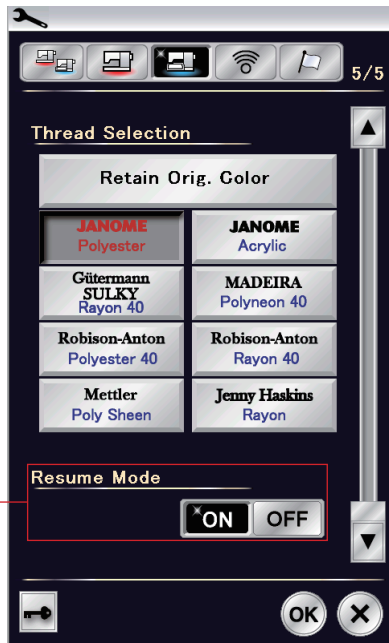 5/5
Thread Selection
Retain Orig. Color
JANOME
Polyester
JANOME
Acrylic
Gütermann
SULKY
Rayon 40
MADEIRA
Polyneon 40
Robison-Anton
Polyester 40
Robison-Anton
Rayon 40
Mettler
Poly Sheen
Jenny Haskins
Rayon
Resume Mode
ON OFF
OK